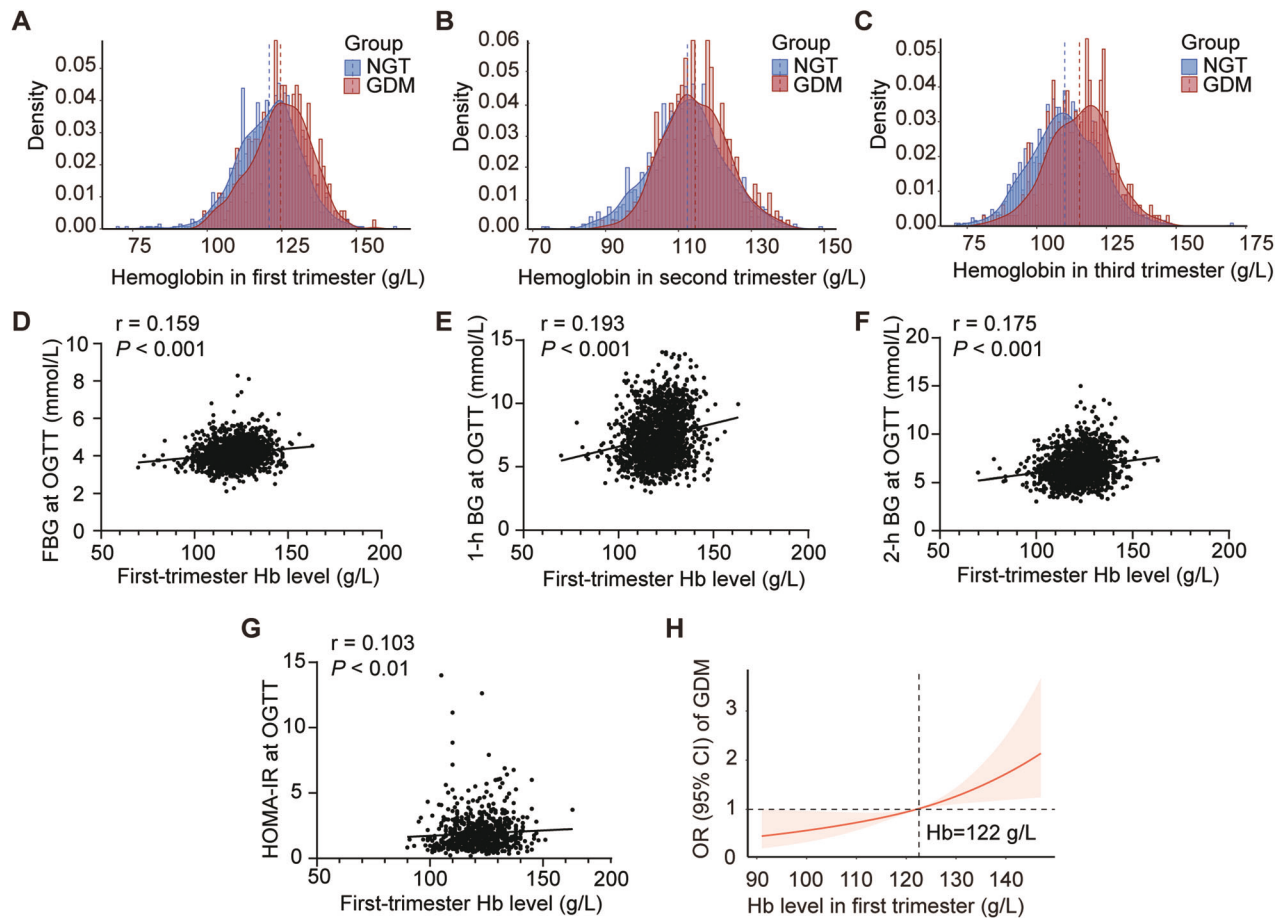 A
Group
NGT
GDM
Density
0.05
0.04
0.03
0.02
0.01
0.00
75
100
125
150
Hemoglobin in first trimester (g/L)
B
Group
NGT
GDM
Density
0.06
0.05
0.04
0.03
0.02
0.01
0.00
70
90
110
130
150
Hemoglobin in second trimester (g/L)
C
Group
NGT
GDM
Density
0.05
0.04
0.03
0.02
0.01
0.00
75
100
125
150
175
Hemoglobin in third trimester (g/L)
D
r = 0.159
P < 0.001
FBG at OGTT (mmol/L)
10
8
6
4
2
0
50
100
150
200
First-trimester Hb level (g/L)
E
r = 0.193
P < 0.001
1-h BG at OGTT (mmol/L)
15
10
5
0
50
100
150
200
First-trimester Hb level (g/L)
F
r = 0.175
P < 0.001
2-h BG at OGTT (mmol/L)
20
15
10
5
0
50
100
150
200
First-trimester Hb level (g/L)
G
r = 0.103
P < 0.01
HOMA-IR at OGTT
15
10
5
0
50
100
150
200
First-trimester Hb level (g/L)
H
OR (95% CI) of GDM
3
2
1
0
Hb=122 g/L
90
100
110
120
130
140
Hb level in first trimester (g/L)